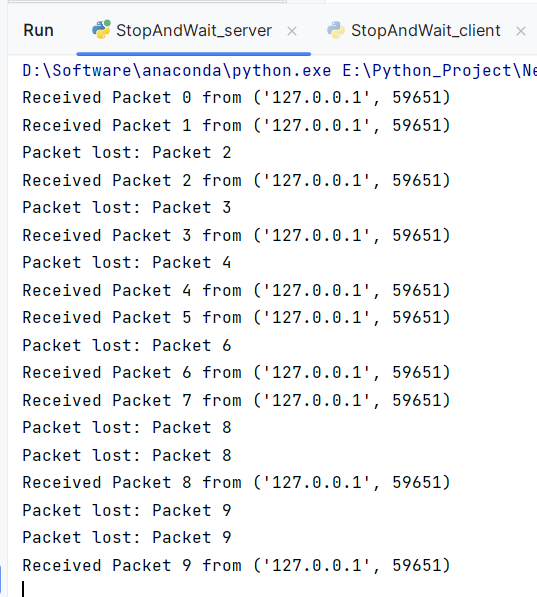 Run StopAndWait_server × StopAndWait_client ×
D:\Software\anaconda\python.exe E:\Python_Project\Ne
Received Packet 0 from ('127.0.0.1', 59651)
Received Packet 1 from ('127.0.0.1', 59651)
Packet lost: Packet 2
Received Packet 2 from ('127.0.0.1', 59651)
Packet lost: Packet 3
Received Packet 3 from ('127.0.0.1', 59651)
Packet lost: Packet 4
Received Packet 4 from ('127.0.0.1', 59651)
Received Packet 5 from ('127.0.0.1', 59651)
Packet lost: Packet 6
Received Packet 6 from ('127.0.0.1', 59651)
Received Packet 7 from ('127.0.0.1', 59651)
Packet lost: Packet 8
Packet lost: Packet 8
Received Packet 8 from ('127.0.0.1', 59651)
Packet lost: Packet 9
Packet lost: Packet 9
Received Packet 9 from ('127.0.0.1', 59651)